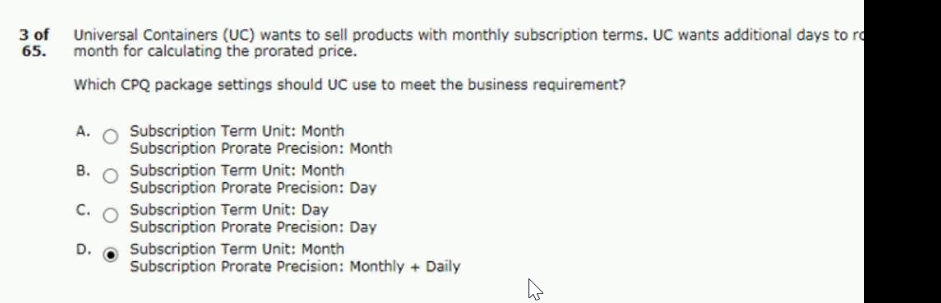 3 of 65. Universal Containers (UC) wants to sell products with monthly subscription terms. UC wants additional days to
month for calculating the prorated price.
Which CPQ package settings should UC use to meet the business requirement?
A. Subscription Term Unit: Month
Subscription Prorate Precision: Month
B. Subscription Term Unit: Month
Subscription Prorate Precision: Day
C. Subscription Term Unit: Day
Subscription Prorate Precision: Day
D. Subscription Term Unit: Month
Subscription Prorate Precision: Monthly + Daily